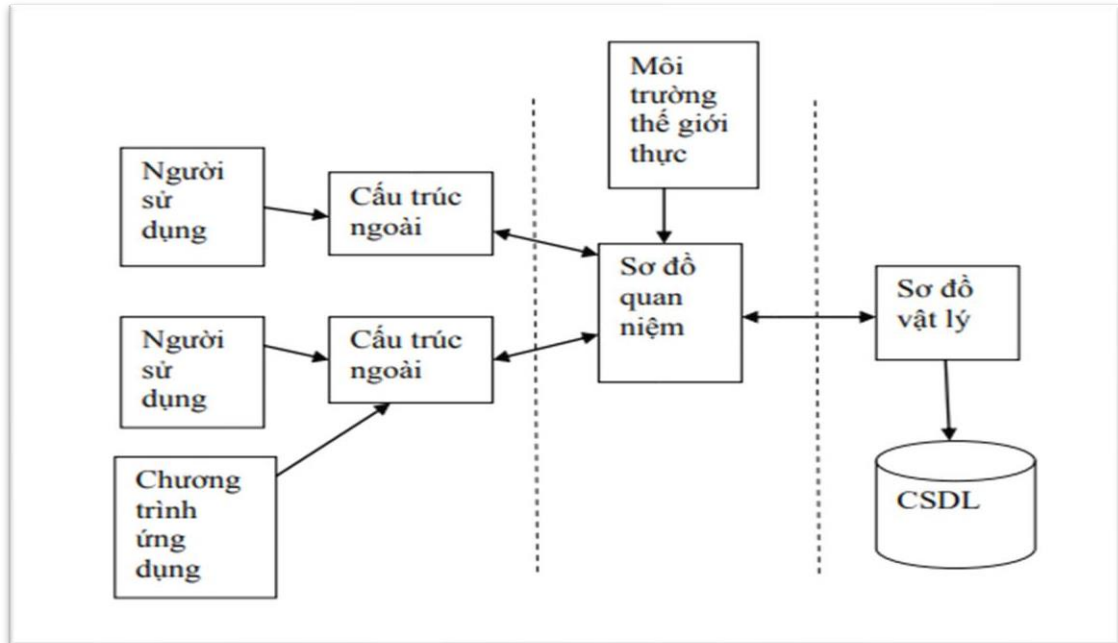 Môi
trường
thế giới
thực
Người
sử
dụng
Cấu trúc
ngoài
Sơ đồ
quan
niệm
Sơ đồ
vật lý
Người
sử
dụng
Cấu trúc
ngoài
Chương
trình
ứng
dụng
CSDL